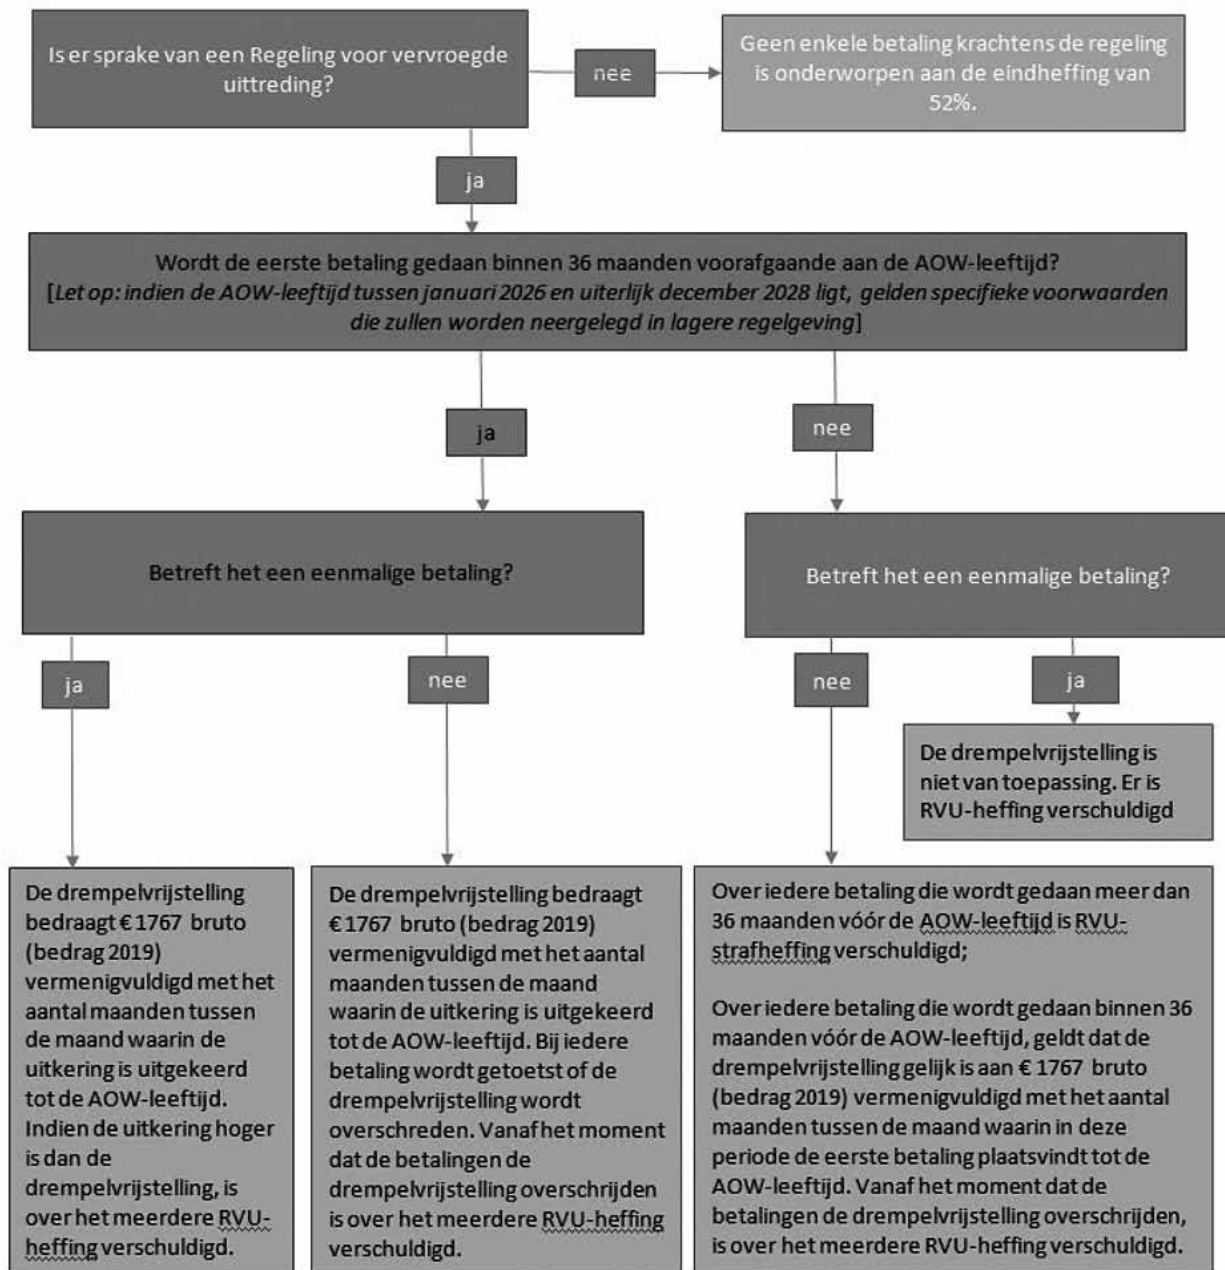 Is er sprake van een Regeling voor vervroegde
uittreding?
nee
Geen enkele betaling krachtens de regeling
is onderworpen aan de eindheffing van
52%.
ja
Wordt de eerste betaling gedaan binnen 36 maanden voorafgaande aan de AOW-leeftijd?
[Let op: indien de AOW-leeftijd tussen januari 2026 en uiterlijk december 2028 ligt, gelden specifieke voorwaarden
die zullen worden neergelegd in lagere regelgeving]
ja
nee
Betreft het een eenmalige betaling?
Betreft het een eenmalige betaling?
ja
nee
nee
ja
De drempelvrijstelling is
niet van toepassing. Er is
RVU-heffing verschuldigd
De drempelvrijstelling
bedraagt € 1767 bruto
(bedrag 2019)
vermenigvuldigd met het
aantal maanden tussen
de maand waarin de
uitkering is uitgekeerd
tot de AOW-leeftijd.
Indien de uitkering hoger
is dan de
drempelvrijstelling, is
over het meerdere RVU-
heffing verschuldigd.
De drempelvrijstelling bedraagt
€ 1767 bruto (bedrag 2019)
vermenigvuldigd met het aantal
maanden tussen de maand
waarin de uitkering is uitgekeerd
tot de AOW-leeftijd. Bij iedere
betaling wordt getoetst of de
drempelvrijstelling wordt
overschreden. Vanaf het moment
dat de betalingen de
drempelvrijstelling overschrijden
is over het meerdere RVU-heffing
verschuldigd.
Over iedere betaling die wordt gedaan meer dan
36 maanden vóór de AOW-leeftijd is RVU-
strafheffing verschuldigd;
Over iedere betaling die wordt gedaan binnen 36
maanden vóór de AOW-leeftijd, geldt dat de
drempelvrijstelling gelijk is aan € 1767 bruto
(bedrag 2019) vermenigvuldigd met het aantal
maanden tussen de maand waarin in deze
periode de eerste betaling plaatsvindt tot de
AOW-leeftijd. Vanaf het moment dat de
betalingen de drempelvrijstelling overschrijden,
is over het meerdere RVU-heffing verschuldigd.